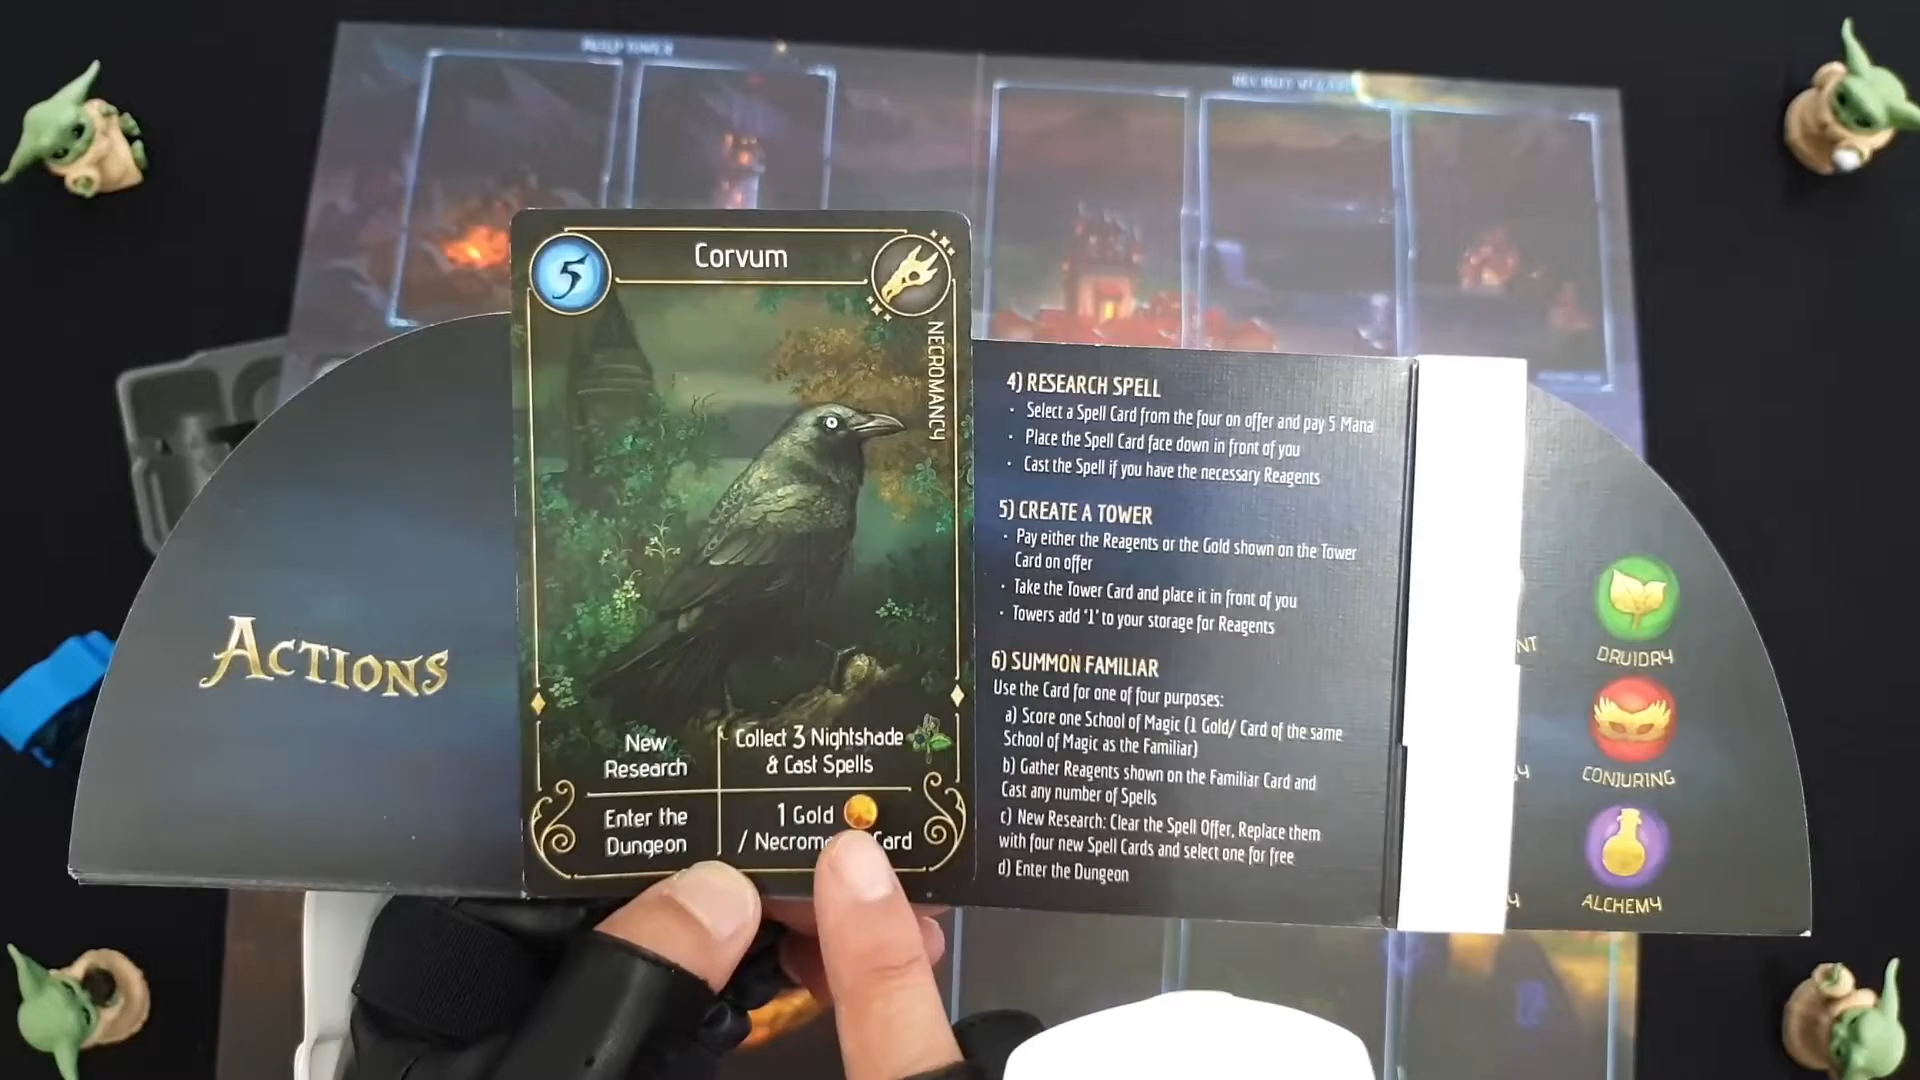 5
Corvum
NECROMANCY
New
Research
Collect 3 Nightshade
& Cast Spells
Enter the
Dungeon
1 Gold
/ Card
ACTIONS
4) RESEARCH SPELL
· Select a Spell Card from the four on offer and pay 5 Mana
· Place the Spell Card face down in front of you
· Cast the Spell if you have the necessary Reagents
5) CREATE A TOWER
· Pay either the Reagents or the Gold shown on the Tower
Card on offer
· Take the Tower Card and place it in front of you
· Towers add '1' to your storage for Reagents
6) SUMMON FAMILIAR
Use the Card for one of four purposes:
a) Score one School of Magic (1 Gold/ Card of the same
School of Magic as the Familiar)
b) Gather Reagents shown on the Familiar Card and
Cast any number of Spells
c) New Research: Clear the Spell Offer, Replace them
with four new Spell Cards and select one for free
d) Enter the Dungeon
DRUIDRY
CONJURING
ALCHEMY